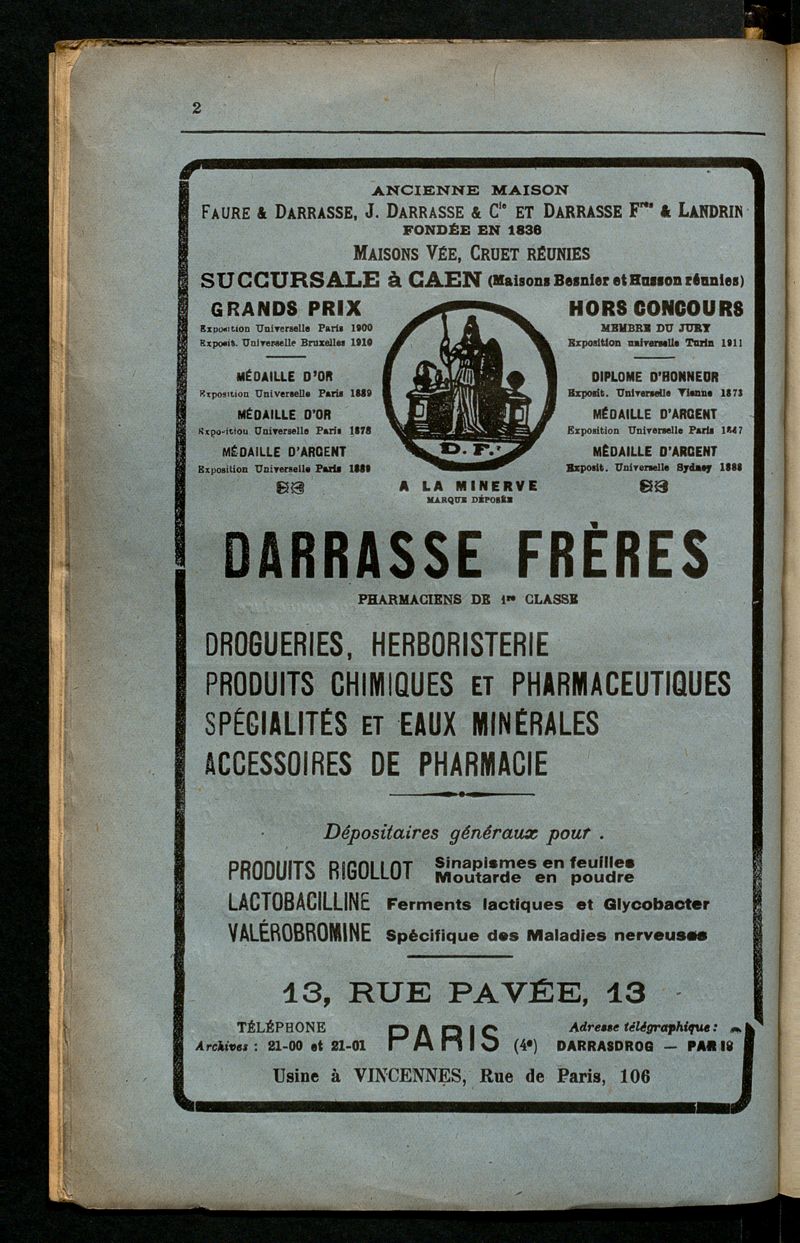 2
ANCIENNE MAISON
FAURE & DARRASSE, J. DARRASSE & Cie ET DARRASSE Fres & LANDRIN
FONDÉE EN 1836
MAISONS VÉE, CRUET RÉUNIES
SUCCURSALE à CAEN (Maisons Besnier et Husson réunies)
GRANDS PRIX
Exposition Universelle Paris 1900
Exposit. Universelle Bruxelles 1910
MÉDAILLE D'OR
Exposition Universelle Paris 1889
MÉDAILLE D'OR
Exposition Universelle Paris 1878
MÉDAILLE D'ARGENT
Exposition Universelle Paris
D. F.
A LA MINERVE
MARQUE DÉPOSÉE
HORS CONCOURS
MEMBRE DU JURY
Exposition universelle Turin 1911
DIPLOME D'HONNEUR
Exposit. Universelle Vienne 1873
MÉDAILLE D'ARGENT
Exposition Universelle Paris
MÉDAILLE D'ARGENT
Exposit. Universelle Sydney 1888
DARRASSE FRÈRES
PHARMACIENS DE 1re CLASSE
DROGUERIES, HERBORISTERIE
PRODUITS CHIMIQUES ET PHARMACEUTIQUES
SPÉCIALITÉS ET EAUX MINÉRALES
ACCESSOIRES DE PHARMACIE
Dépositaires généraux pour .
PRODUITS RIGOLLOT Sinapismes en feuilles
Moutarde en poudre
LACTOBACILLINE Ferments lactiques et Glycobacter
VALÉROBROMINE Spécifique des Maladies nerveuses
13, RUE PAVÉE, 13
TÉLÉPHONE
Archives : 21-00 et 21-01
PARIS (4e)
Adresse télégraphique :
DARRASDROG — PARIS
Usine à VINCENNES, Rue de Paris, 106